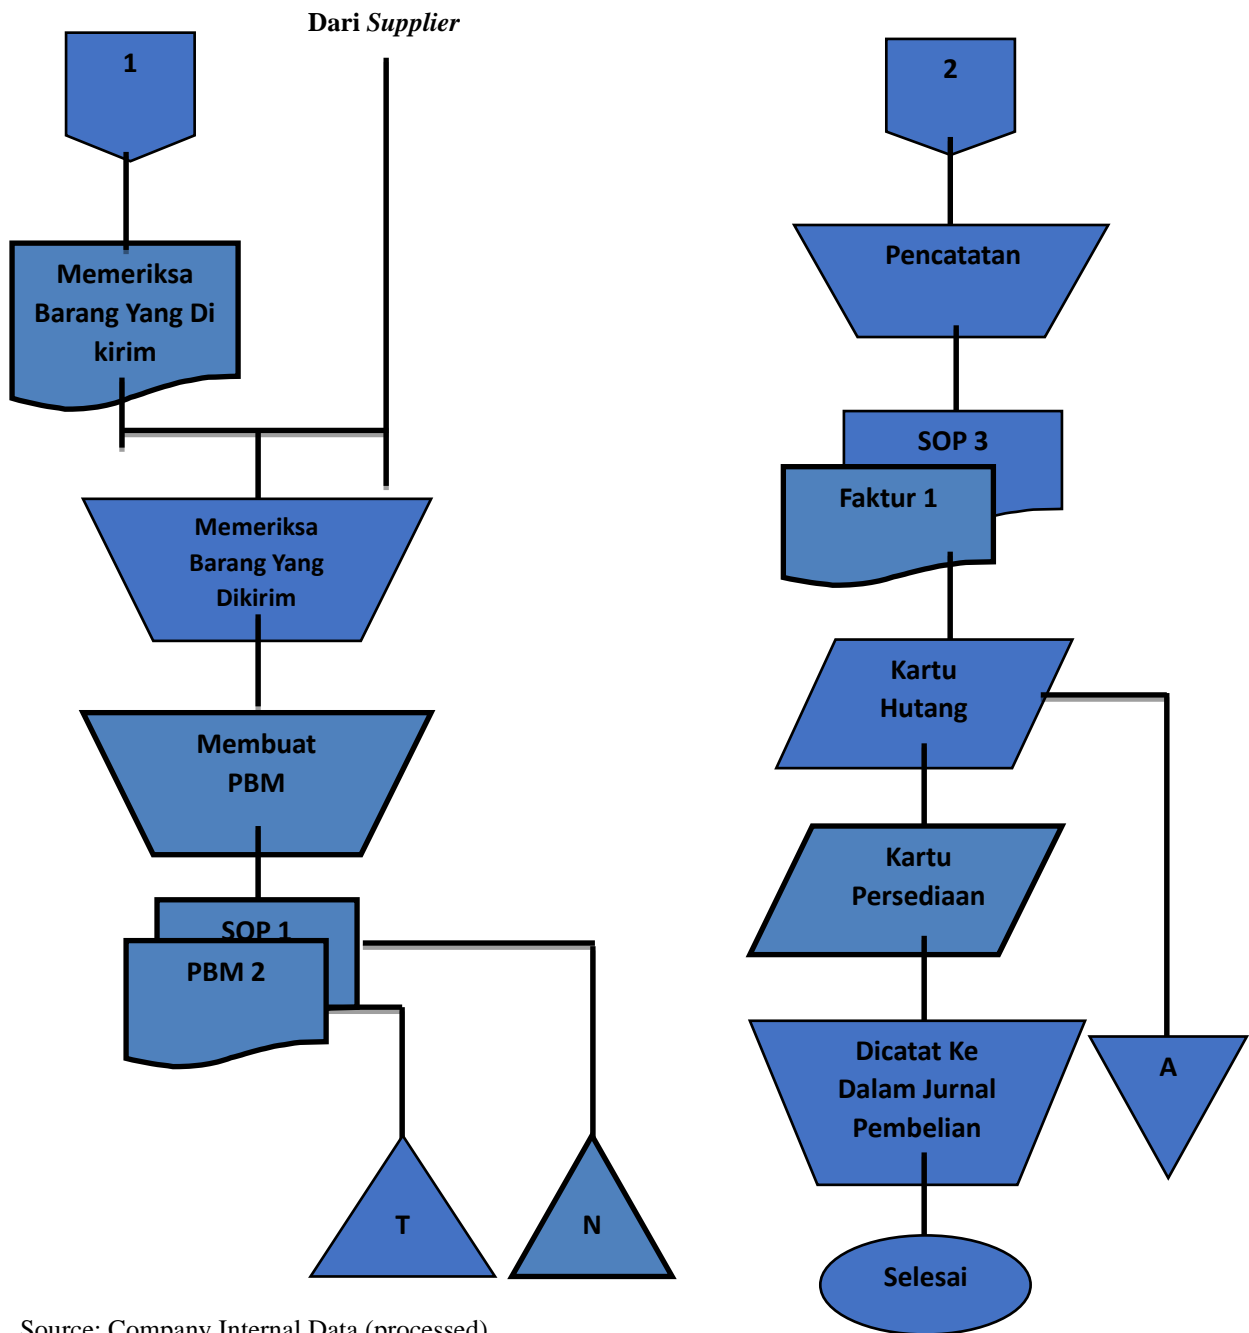 Dari Supplier
1
Memeriksa
Barang Yang Di
kirim
Memeriksa
Barang Yang
Dikirim
Membuat
PBM
SOP 1
PBM 2
T
N
2
Pencatatan
SOP 3
Faktur 1
Kartu
Hutang
Kartu
Persediaan
Dicatat Ke
Dalam Jurnal
Pembelian
A
Selesai
Source: Company Internal Data (processed)